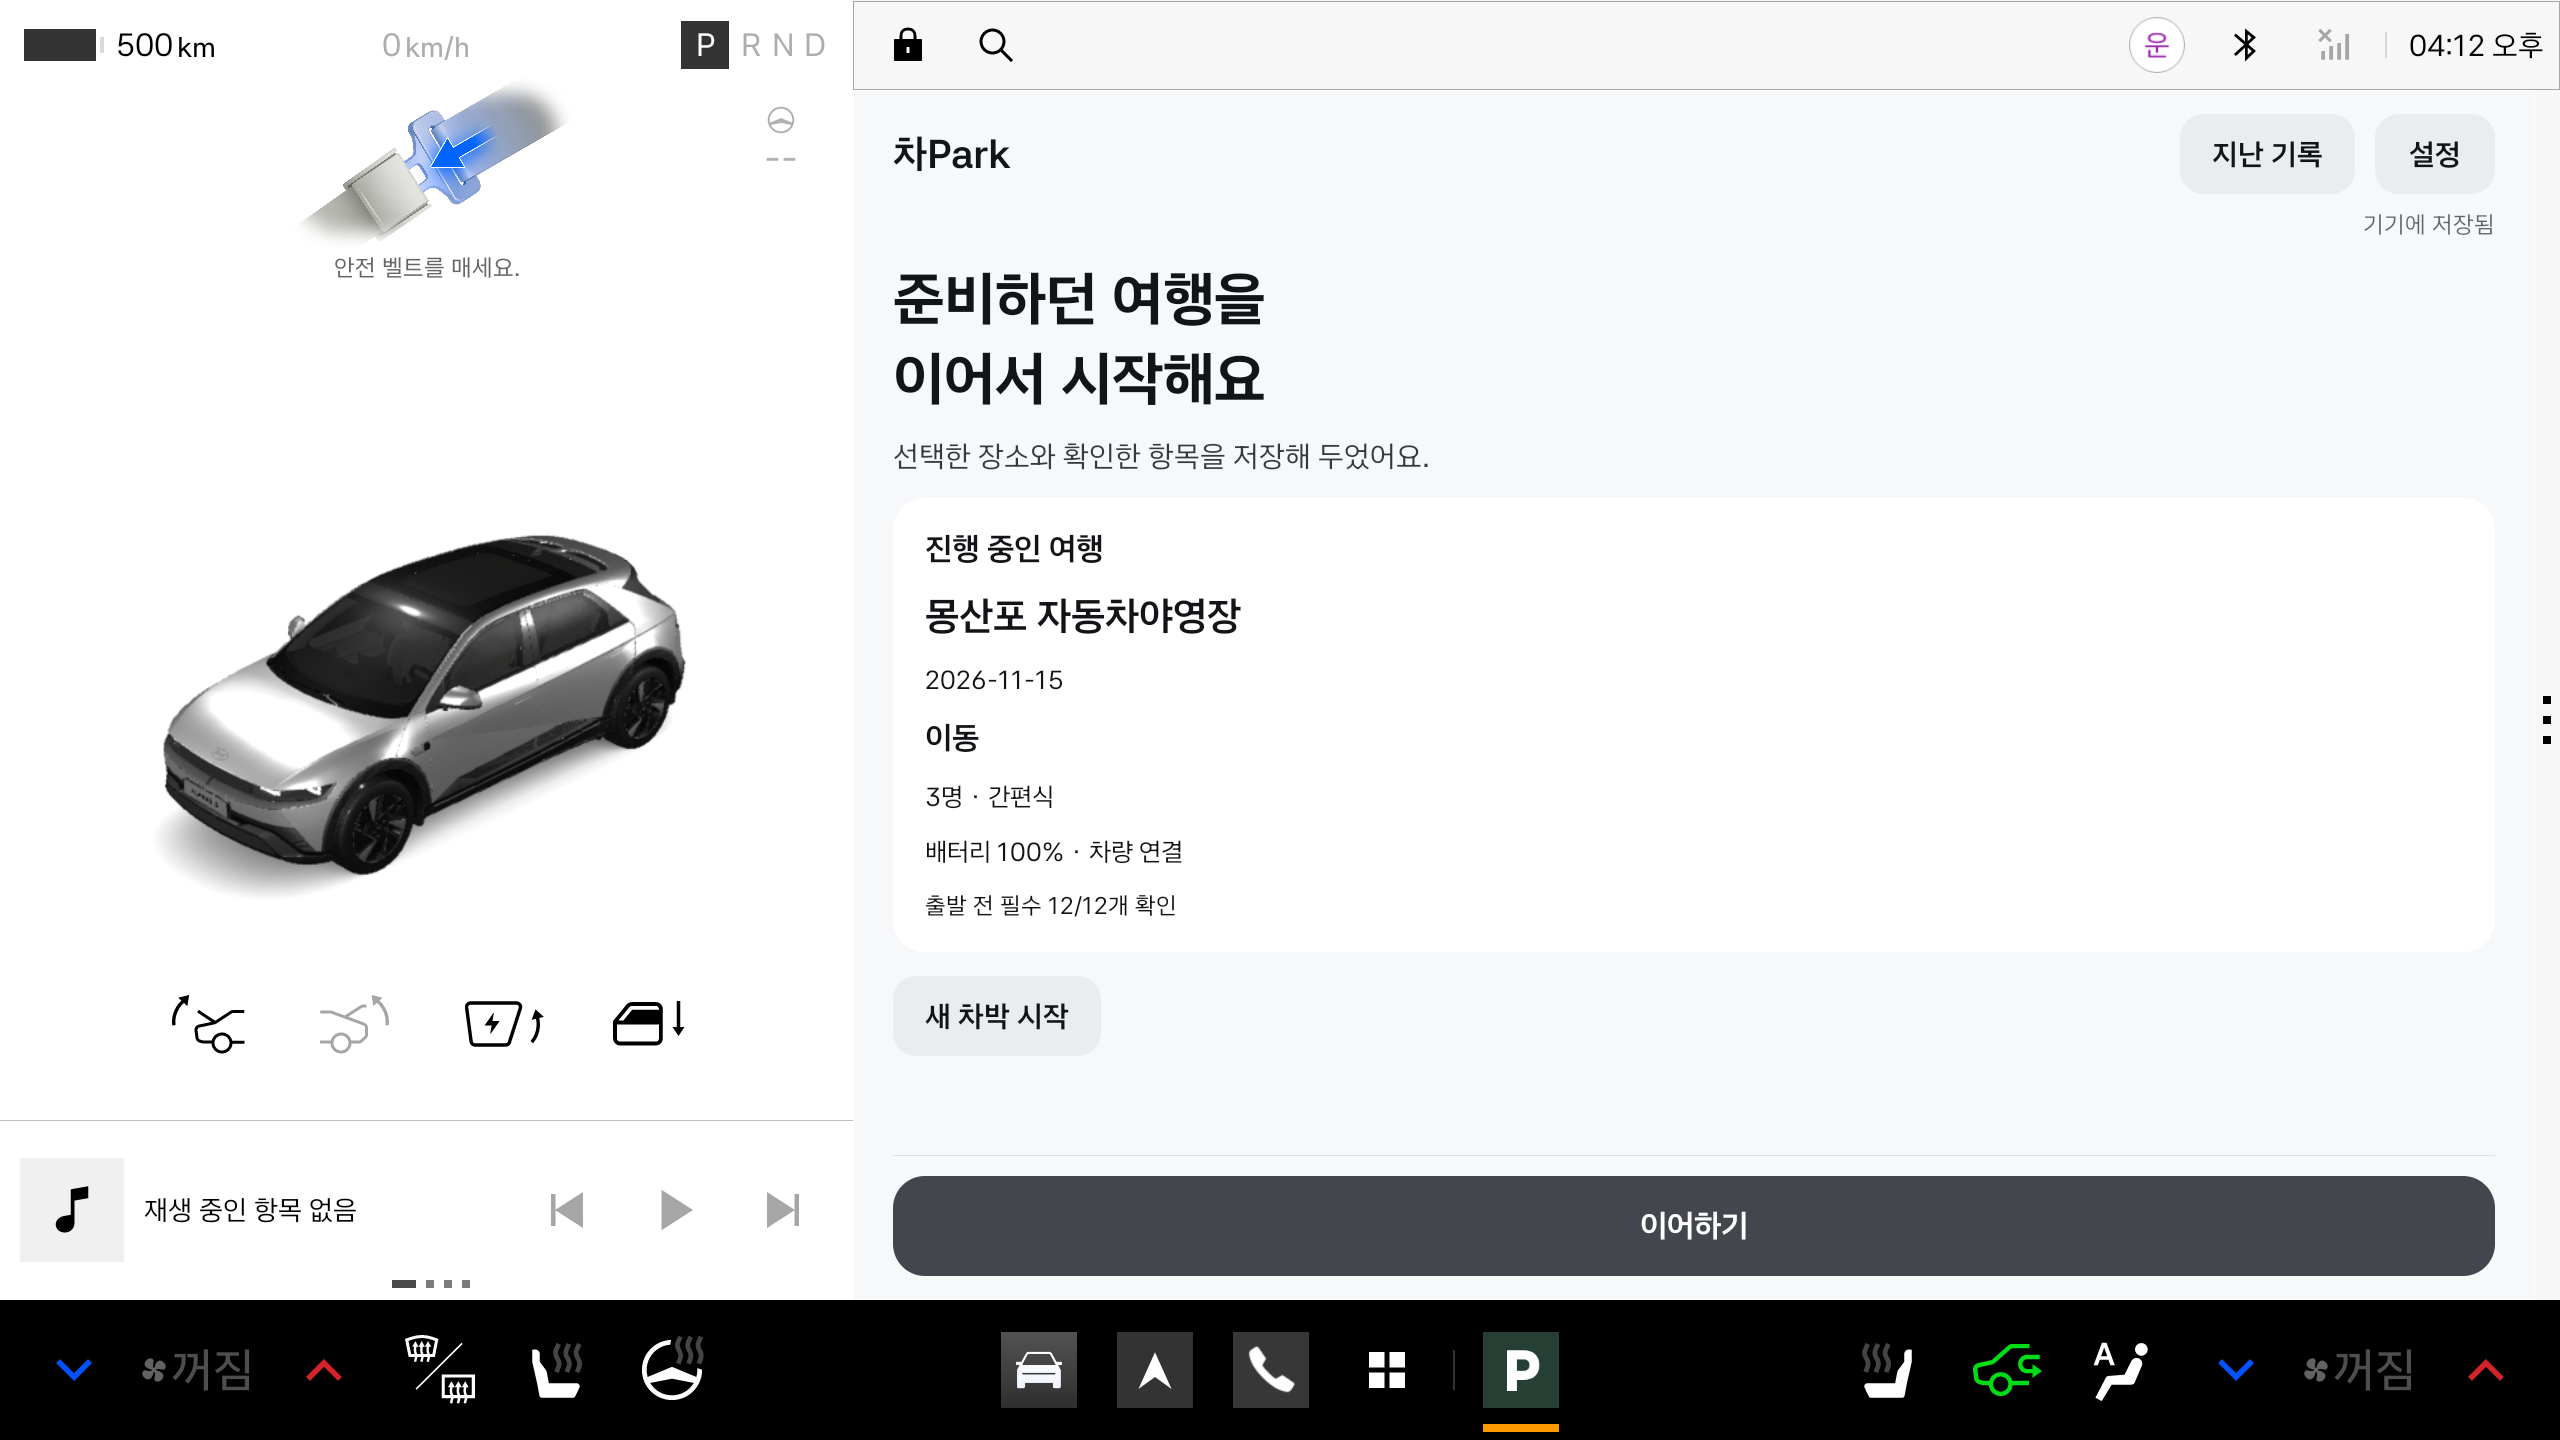 500 km
0 km/h
P R N D
안전 벨트를 매세요.
재생 중인 항목 없음
운
04:12 오후
차Park
지난 기록
설정
기기에 저장됨
준비하던 여행을
이어서 시작해요
선택한 장소와 확인한 항목을 저장해 두었어요.
진행 중인 여행
몽산포 자동차야영장
2026-11-15
이동
3명 · 간편식
배터리 100% · 차량 연결
출발 전 필수 12/12개 확인
새 차박 시작
이어하기
꺼짐
P
A
꺼짐